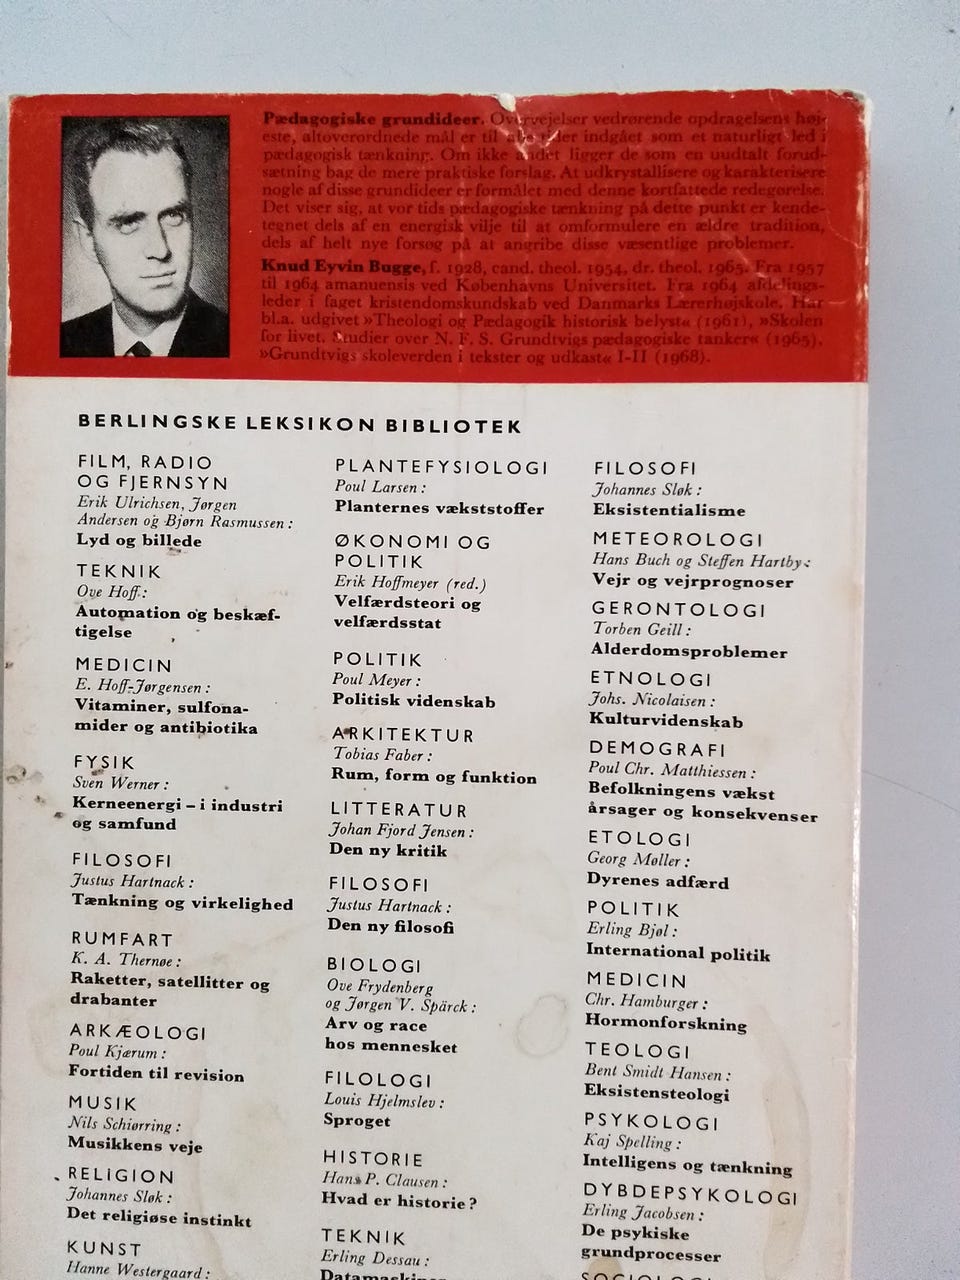 Pædagogiske grundideer. Overvejelser vedrørende opdragelsens høj-
este, altoverordnede mål er til alle tider indgået som et naturligt led i
pædagogisk tænkning. Om ikke andet ligger de som en uudtalt forud-
sætning bag de mere praktiske forslag. At udkrystallisere og karakterisere
nogle af disse grundideer er formålet med denne kortfattede redegørelse.
Det viser sig, at vor tids pædagogiske tænkning på dette punkt er kende-
tegnet dels af en energisk vilje til at omformulere en ældre tradition,
dels af helt nye forsøg på at angribe disse væsentlige problemer.
Knud Eyvin Bugge, f. 1928, cand. theol. 1954, dr. theol. 1965. Fra 1957
til 1964 amanuensis ved Københavns Universitet. Fra 1964 afdelings-
leder i faget kristendomskundskab ved Danmarks Lærerhøjskole. Har
bl.a. udgivet »Theologi og Pædagogik historisk belyst« (1961), »Skolen
for livet. Studier over N. F. S. Grundtvigs pædagogiske tanker« (1965),
»Grundtvigs skoleverden i tekster og udkast« I-II (1968).
BERLINGSKE LEKSIKON BIBLIOTEK
FILM, RADIO
OG FJERNSYN
Erik Ulrichsen, Jørgen
Andersen og Bjørn Rasmussen:
Lyd og billede
TEKNIK
Ove Hoff:
Automation og beskæf-
tigelse
MEDICIN
E. Hoff-Jørgensen:
Vitaminer, sulfona-
mider og antibiotika
FYSIK
Sven Werner:
Kerneenergi – i industri
og samfund
FILOSOFI
Justus Hartnack:
Tænkning og virkelighed
RUMFART
K. A. Thernøe:
Raketter, satellitter og
drabanter
ARKÆOLOGI
Poul Kjærum:
Fortiden til revision
MUSIK
Nils Schiørring:
Musikkens veje
RELIGION
Johannes Sløk:
Det religiøse instinkt
KUNST
Hanne Westergaard:
PLANTEFYSIOLOGI
Poul Larsen:
Planternes vækststoffer
ØKONOMI OG
POLITIK
Erik Hoffmeyer (red.)
Velfærdsteori og
velfærdsstat
POLITIK
Poul Meyer:
Politisk videnskab
ARKITEKTUR
Tobias Faber:
Rum, form og funktion
LITTERATUR
Johan Fjord Jensen:
Den ny kritik
FILOSOFI
Justus Hartnack:
Den ny filosofi
BIOLOGI
Ove Frydenberg
og Jørgen V. Spärck:
Arv og race
hos mennesket
FILOLOGI
Louis Hjelmslev:
Sproget
HISTORIE
Hans P. Clausen:
Hvad er historie?
TEKNIK
Erling Dessau:
Datamaskiner
FILOSOFI
Johannes Sløk:
Eksistentialisme
METEOROLOGI
Hans Buch og Steffen Hartby:
Vejr og vejrprognoser
GERONTOLOGI
Torben Geill:
Alderdomsproblemer
ETNOLOGI
Johs. Nicolaisen:
Kulturvidenskab
DEMOGRAFI
Poul Chr. Matthiessen:
Befolkningens vækst
årsager og konsekvenser
ETOLOGI
Georg Møller:
Dyrenes adfærd
POLITIK
Erling Bjøl:
International politik
MEDICIN
Chr. Hamburger:
Hormonforskning
TEOLOGI
Bent Smidt Hansen:
Eksistensteologi
PSYKOLOGI
Kaj Spelling:
Intelligens og tænkning
DYBDEPSYKOLOGI
Erling Jacobsen:
De psykiske
grundprocesser
SOCIOLOGI